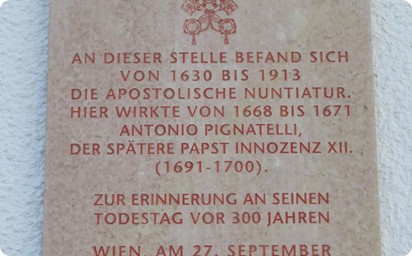 AN DIESER STELLE BEFAND SICH
VON 1630 BIS 1913
DIE APOSTOLISCHE NUNTIATUR.
HIER WIRKTE VON 1668 BIS 1671
ANTONIO PIGNATELLI,
DER SPÄTERE PAPST INNOZENZ XII.
(1691-1700).
ZUR ERINNERUNG AN SEINEN
TODESTAG VOR 300 JAHREN
WIEN, AM 27. SEPTEMBER